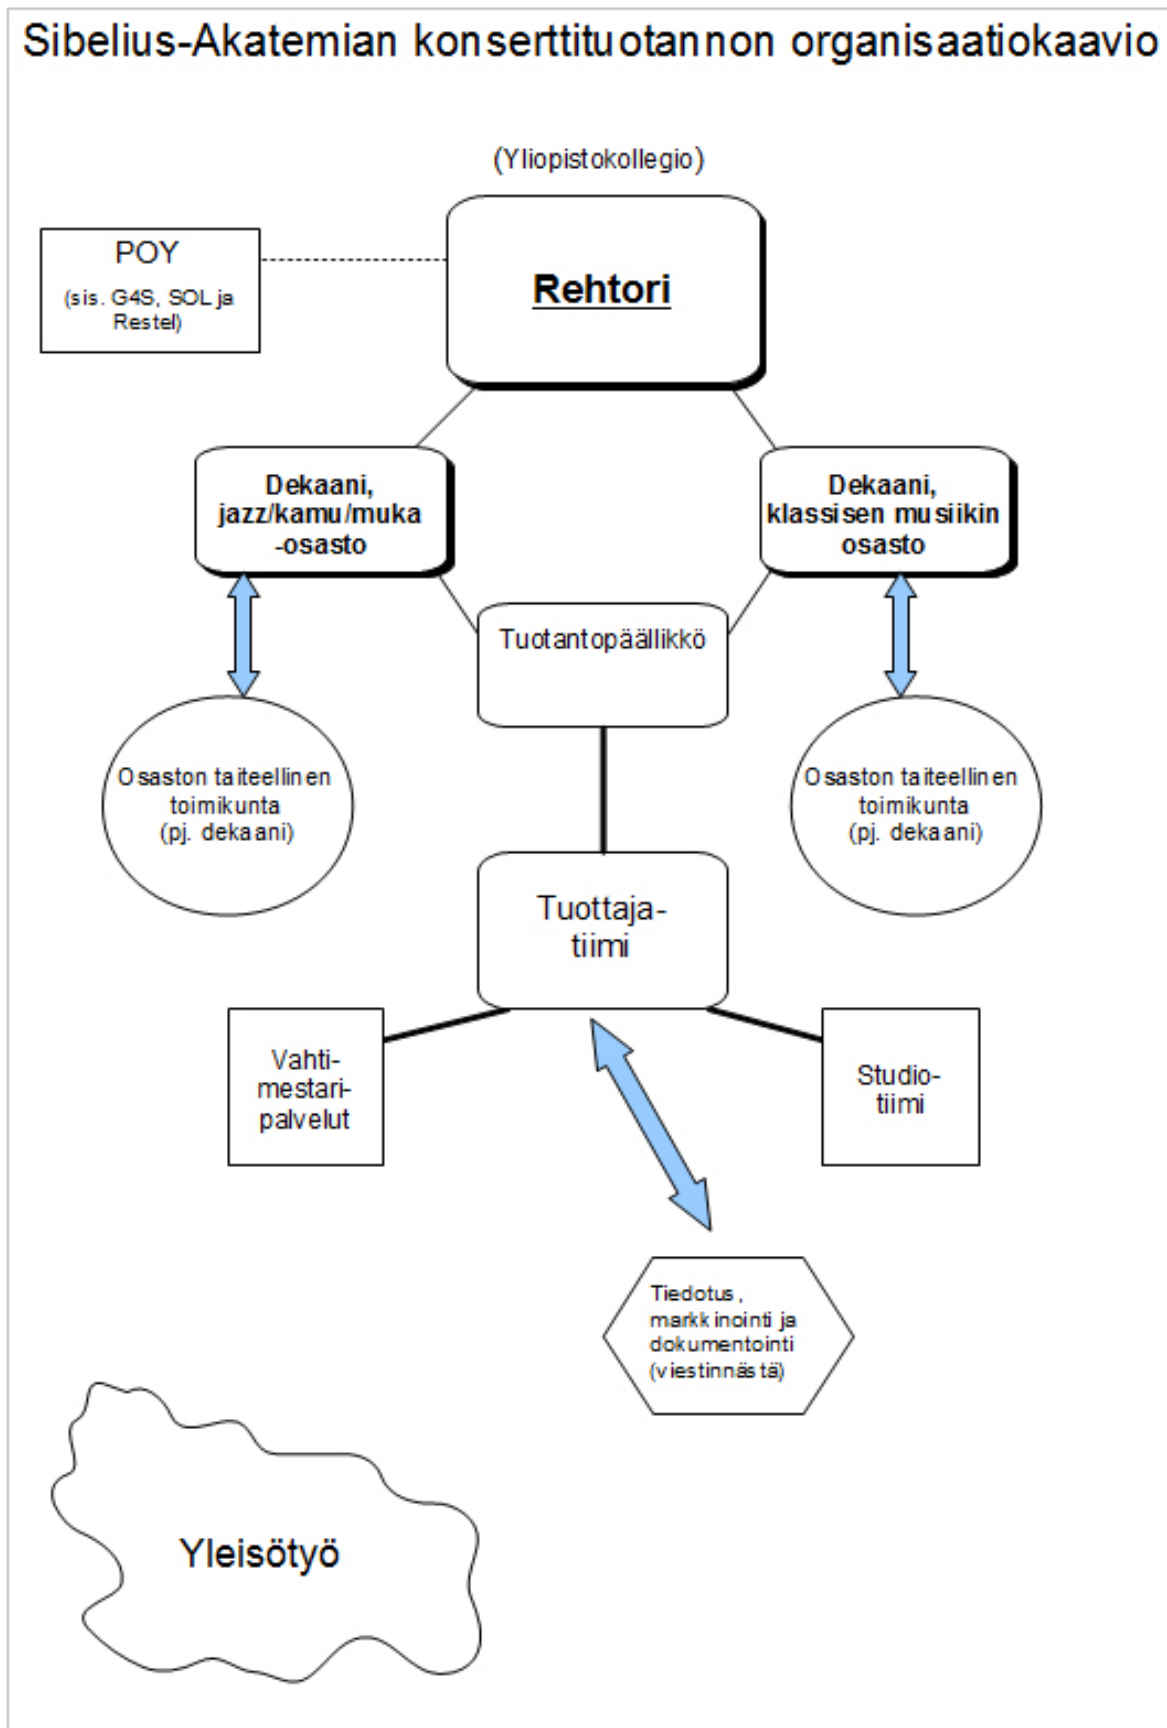 Sibelius-Akatemian konserttituotannon organisaatiokaavio
(Yliopistokollegio)
POY
(sis. G4S, SOL ja
Restel)
Rehtori
Dekaani,
jazz/kamu/muka
-osasto
Dekaani,
klassisen musiikin
osasto
Tuotantopäällikkö
Osaston taiteellinen
toimikunta
(pj. dekaani)
Osaston taiteellinen
toimikunta
(pj. dekaani)
Tuottaja-
tiimi
Vahti-
mestari-
palvelut
Studio-
tiimi
Tiedotus,
markkinointi ja
dokumentointi
(viestinnästä)
Yleisötyö